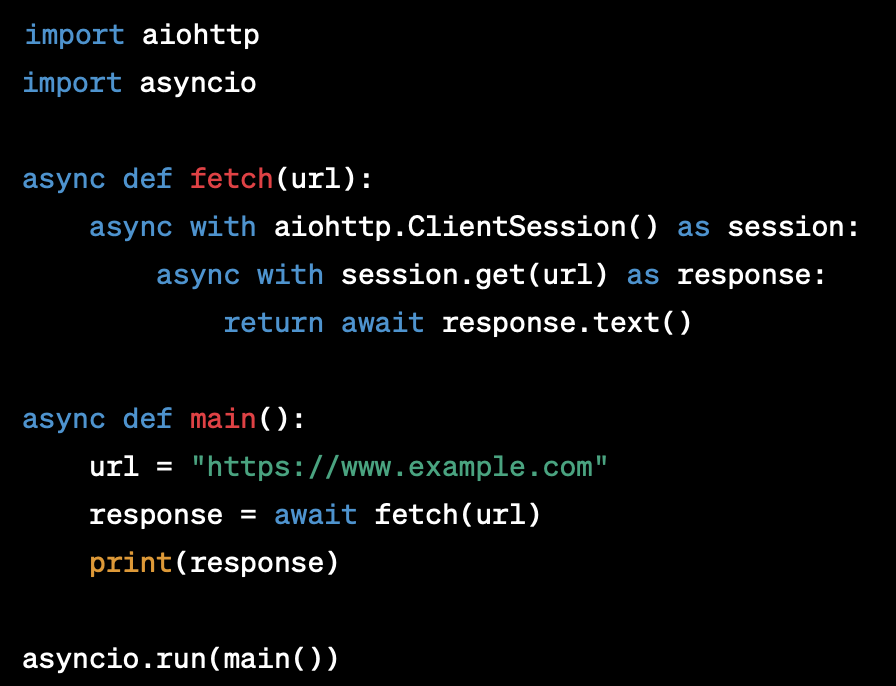 import aiohttp
import asyncio

async def fetch(url):
    async with aiohttp.ClientSession() as session:
        async with session.get(url) as response:
            return await response.text()

async def main():
    url = "https://www.example.com"
    response = await fetch(url)
    print(response)

asyncio.run(main())